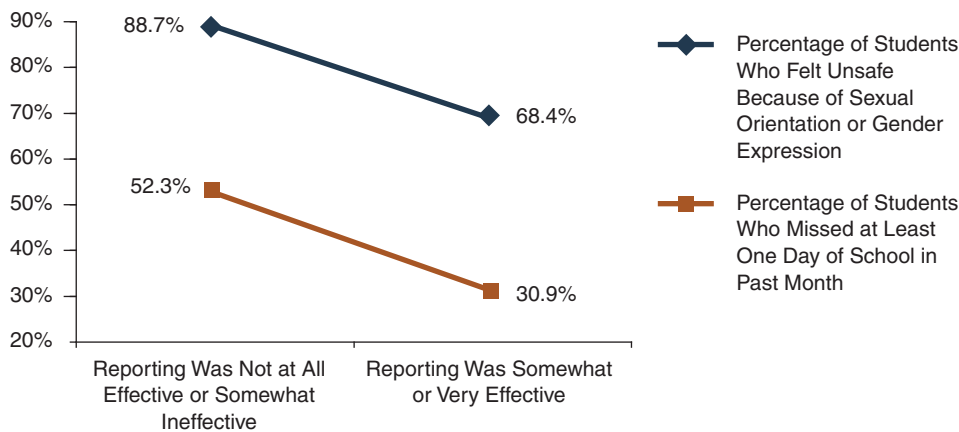 90%
80%
70%
60%
50%
40%
30%
20%
88.7%
68.4%
52.3%
30.9%
Reporting Was Not at All
Effective or Somewhat
Ineffective
Reporting Was Somewhat
or Very Effective
Percentage of Students
Who Felt Unsafe
Because of Sexual
Orientation or Gender
Expression
Percentage of Students
Who Missed at Least
One Day of School in
Past Month